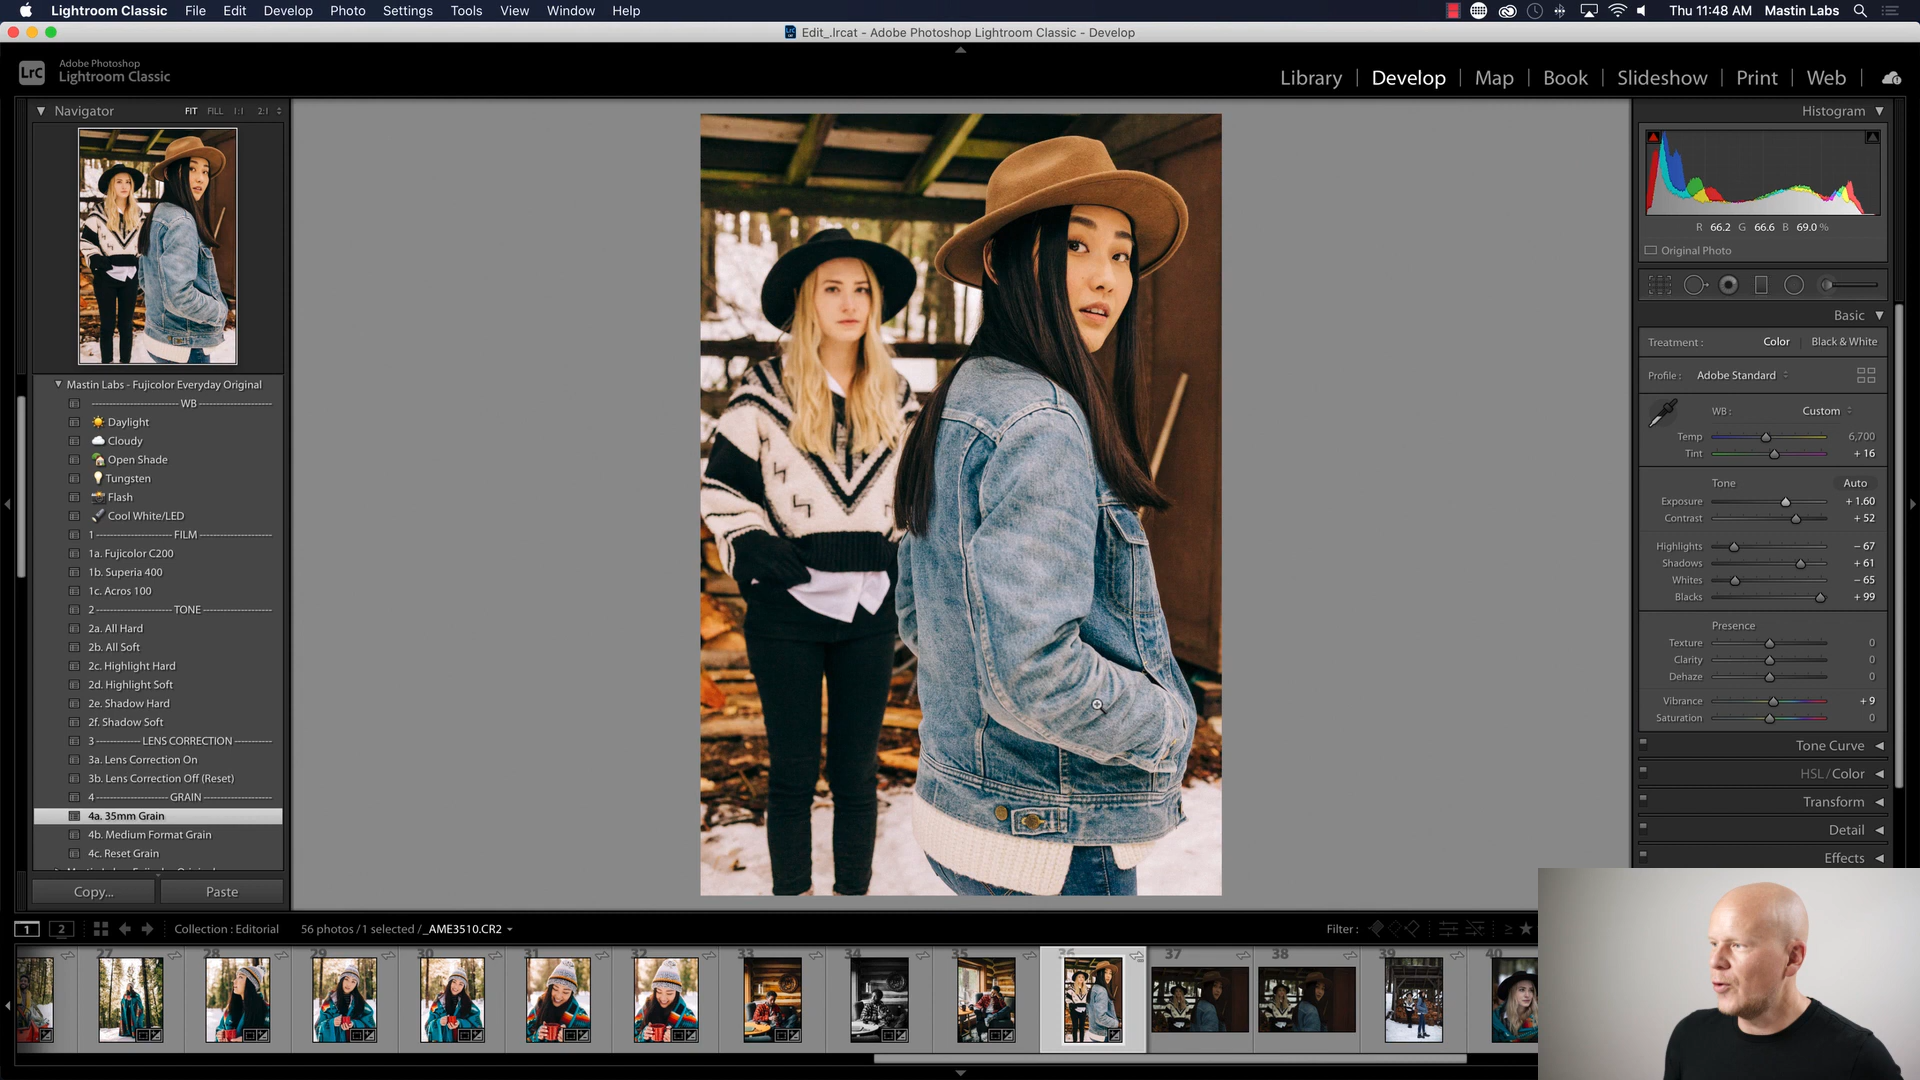 Lightroom Classic File Edit Develop Photo Settings Tools View Window Help Thu 11:48 AM Mastin Labs
Edit_.lrcat - Adobe Photoshop Lightroom Classic - Develop
LrC
Adobe Photoshop
Lightroom Classic
Library | Develop | Map | Book | Slideshow | Print | Web
Navigator FIT FILL 1:1 2:1
Mastin Labs - Fujicolor Everyday Original
WB
Daylight
Cloudy
Open Shade
Tungsten
Flash
Cool White/LED
1 FILM
1a. Fujicolor C200
1b. Superia 400
1c. Acros 100
2 TONE
2a. All Hard
2b. All Soft
2c. Highlight Hard
2d. Highlight Soft
2e. Shadow Hard
2f. Shadow Soft
3 LENS CORRECTION
3a. Lens Correction On
3b. Lens Correction Off (Reset)
4 GRAIN
4a. 35mm Grain
4b. Medium Format Grain
4c. Reset Grain
Copy... Paste
Histogram
R 66.2 G 66.6 B 69.0 %
Original Photo
Basic
Treatment : Color | Black & White
Profile : Adobe Standard
WB : Custom
Temp 6,700
Tint + 16
Tone Auto
Exposure + 1.60
Contrast + 52
Highlights − 67
Shadows + 61
Whites − 65
Blacks + 99
Presence
Texture 0
Clarity 0
Dehaze 0
Vibrance + 9
Saturation 0
Tone Curve
HSL / Color
Transform
Detail
Effects
1 2 Collection : Editorial 56 photos / 1 selected / _AME3510.CR2 Filter : ≥ ★
27 28 29 30 31 32 33 34 35 36 37 38 39 40